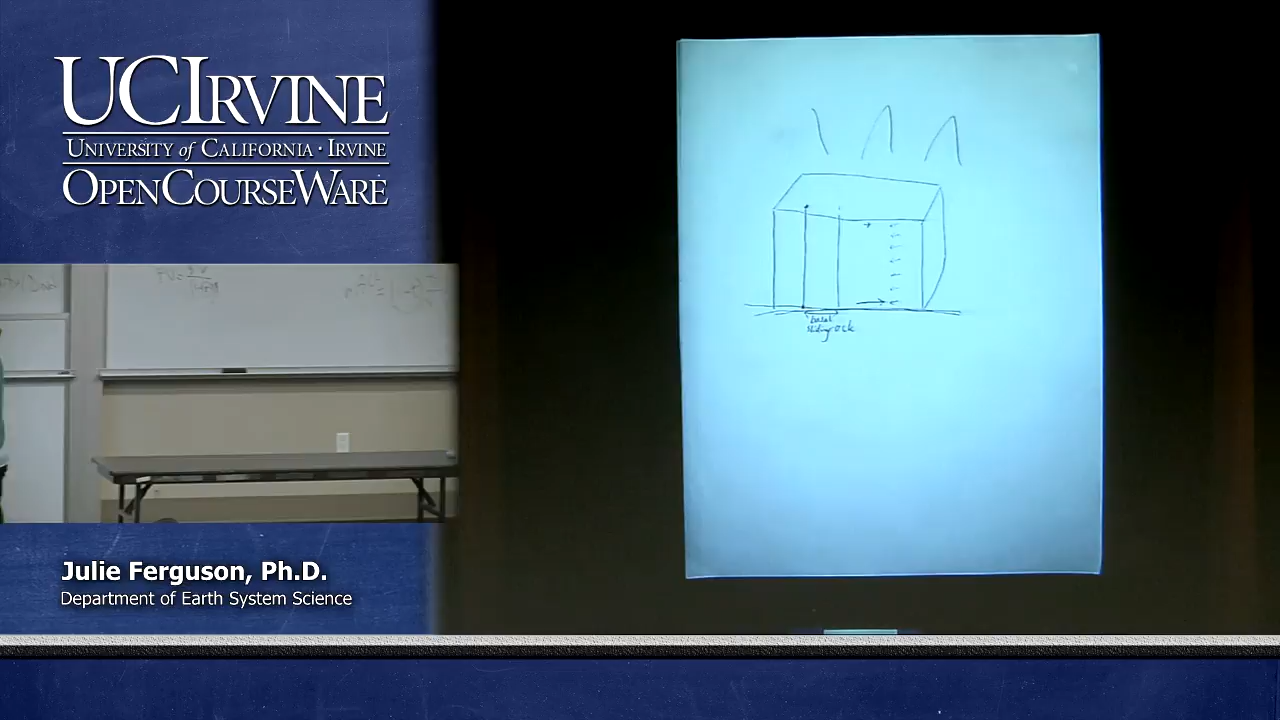 UCIRVINE
UNIVERSITY of CALIFORNIA · IRVINE
OPENCOURSEWARE
Basal
sliding rock
Julie Ferguson, Ph.D.
Department of Earth System Science